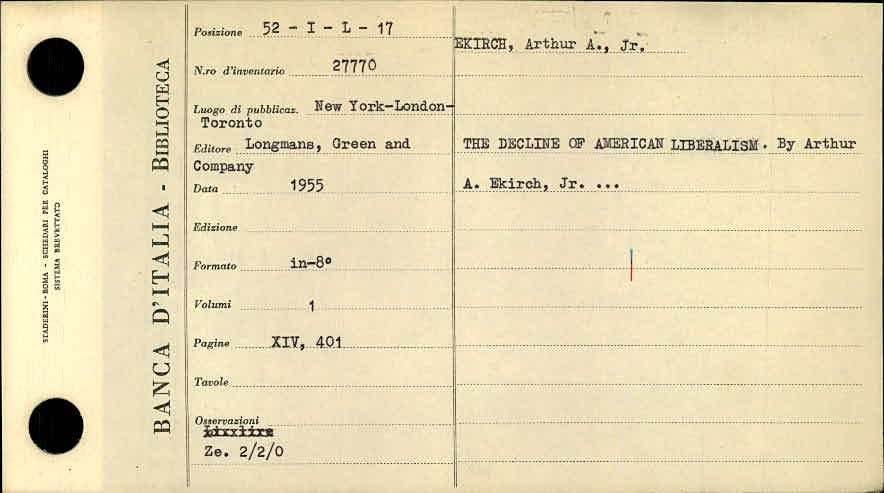 STADERINI-ROMA - SCHEDARI PER CATALOGHI
SISTEMA BREVETTATO
BANCA D'ITALIA - BIBLIOTECA
Posizione 52 - I - L - 17
N.ro d'inventario 27770
Luogo di pubblicaz. New York-London-
Toronto
Editore Longmans, Green and
Company
Data 1955
Edizione
Formato in-8°
Volumi 1
Pagine XIV, 401
Tavole
Osservazioni
Ze. 2/2/0
EKIRCH, Arthur A., Jr.
THE DECLINE OF AMERICAN LIBERALISM. By Arthur
A. Ekirch, Jr. ...